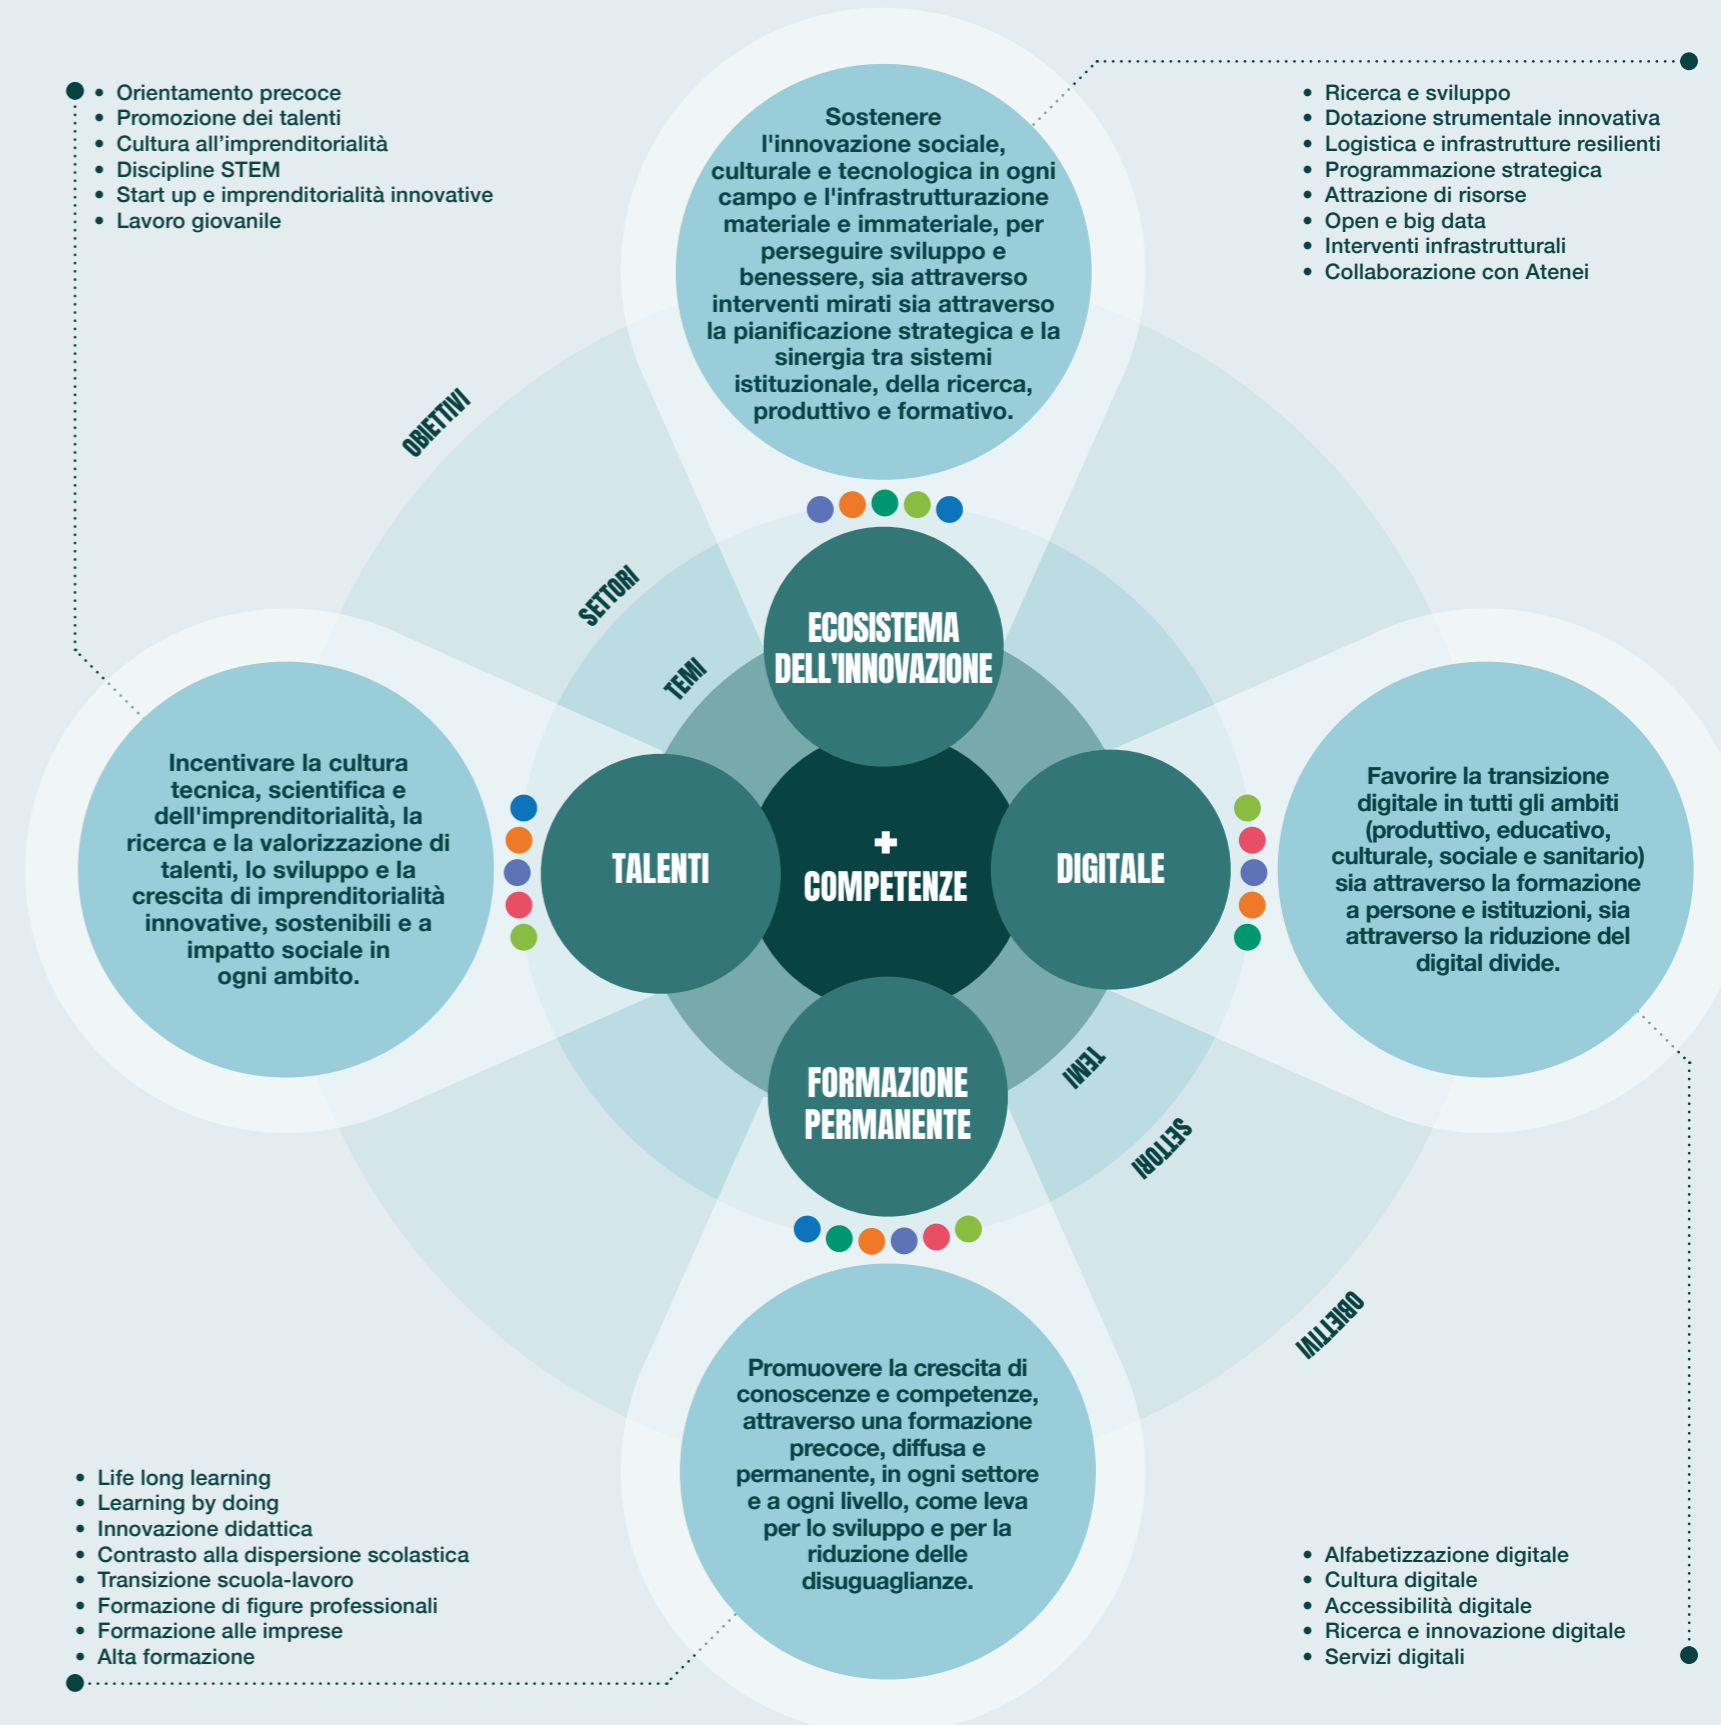 Orientamento precoce
Promozione dei talenti
Cultura all’imprenditorialità
Discipline STEM
Start up e imprenditorialità innovative
Lavoro giovanile
Sostenere
l'innovazione sociale,
culturale e tecnologica in ogni
campo e l'infrastrutturazione
materiale e immateriale, per
perseguire sviluppo e
benessere, sia attraverso
interventi mirati sia attraverso
la pianificazione strategica e la
sinergia tra sistemi
istituzionale, della ricerca,
produttivo e formativo.
Ricerca e sviluppo
Dotazione strumentale innovativa
Logistica e infrastrutture resilienti
Programmazione strategica
Attrazione di risorse
Open e big data
Interventi infrastrutturali
Collaborazione con Atenei
OBIETTIVI
SETTORI
TEMI
ECOSISTEMA
DELL'INNOVAZIONE
Incentivare la cultura
tecnica, scientifica e
dell'imprenditorialità, la
ricerca e la valorizzazione di
talenti, lo sviluppo e la
crescita di imprenditorialità
innovative, sostenibili e a
impatto sociale in
ogni ambito.
TALENTI
+
COMPETENZE
DIGITALE
Favorire la transizione
digitale in tutti gli ambiti
(produttivo, educativo,
culturale, sociale e sanitario)
sia attraverso la formazione
a persone e istituzioni, sia
attraverso la riduzione del
digital divide.
FORMAZIONE
PERMANENTE
TEMI
SETTORI
OBIETTIVI
Promuovere la crescita di
conoscenze e competenze,
attraverso una formazione
precoce, diffusa e
permanente, in ogni settore
e a ogni livello, come leva
per lo sviluppo e per la
riduzione delle
disuguaglianze.
Life long learning
Learning by doing
Innovazione didattica
Contrasto alla dispersione scolastica
Transizione scuola-lavoro
Formazione di figure professionali
Formazione alle imprese
Alta formazione
Alfabetizzazione digitale
Cultura digitale
Accessibilità digitale
Ricerca e innovazione digitale
Servizi digitali